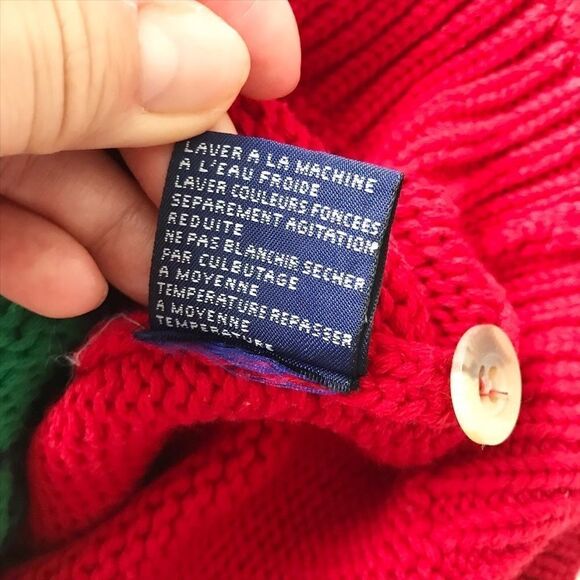 LAVER A LA MACHINE
A L'EAU FROIDE
LAVER COULEURS FONCEES
SEPAREMENT AGITATION
REDUITE
NE PAS BLANCHIR SECHER
PAR CULBUTAGE
A MOYENNE
TEMPERATURE REPASSER
A MOYENNE
TEMPERATURE